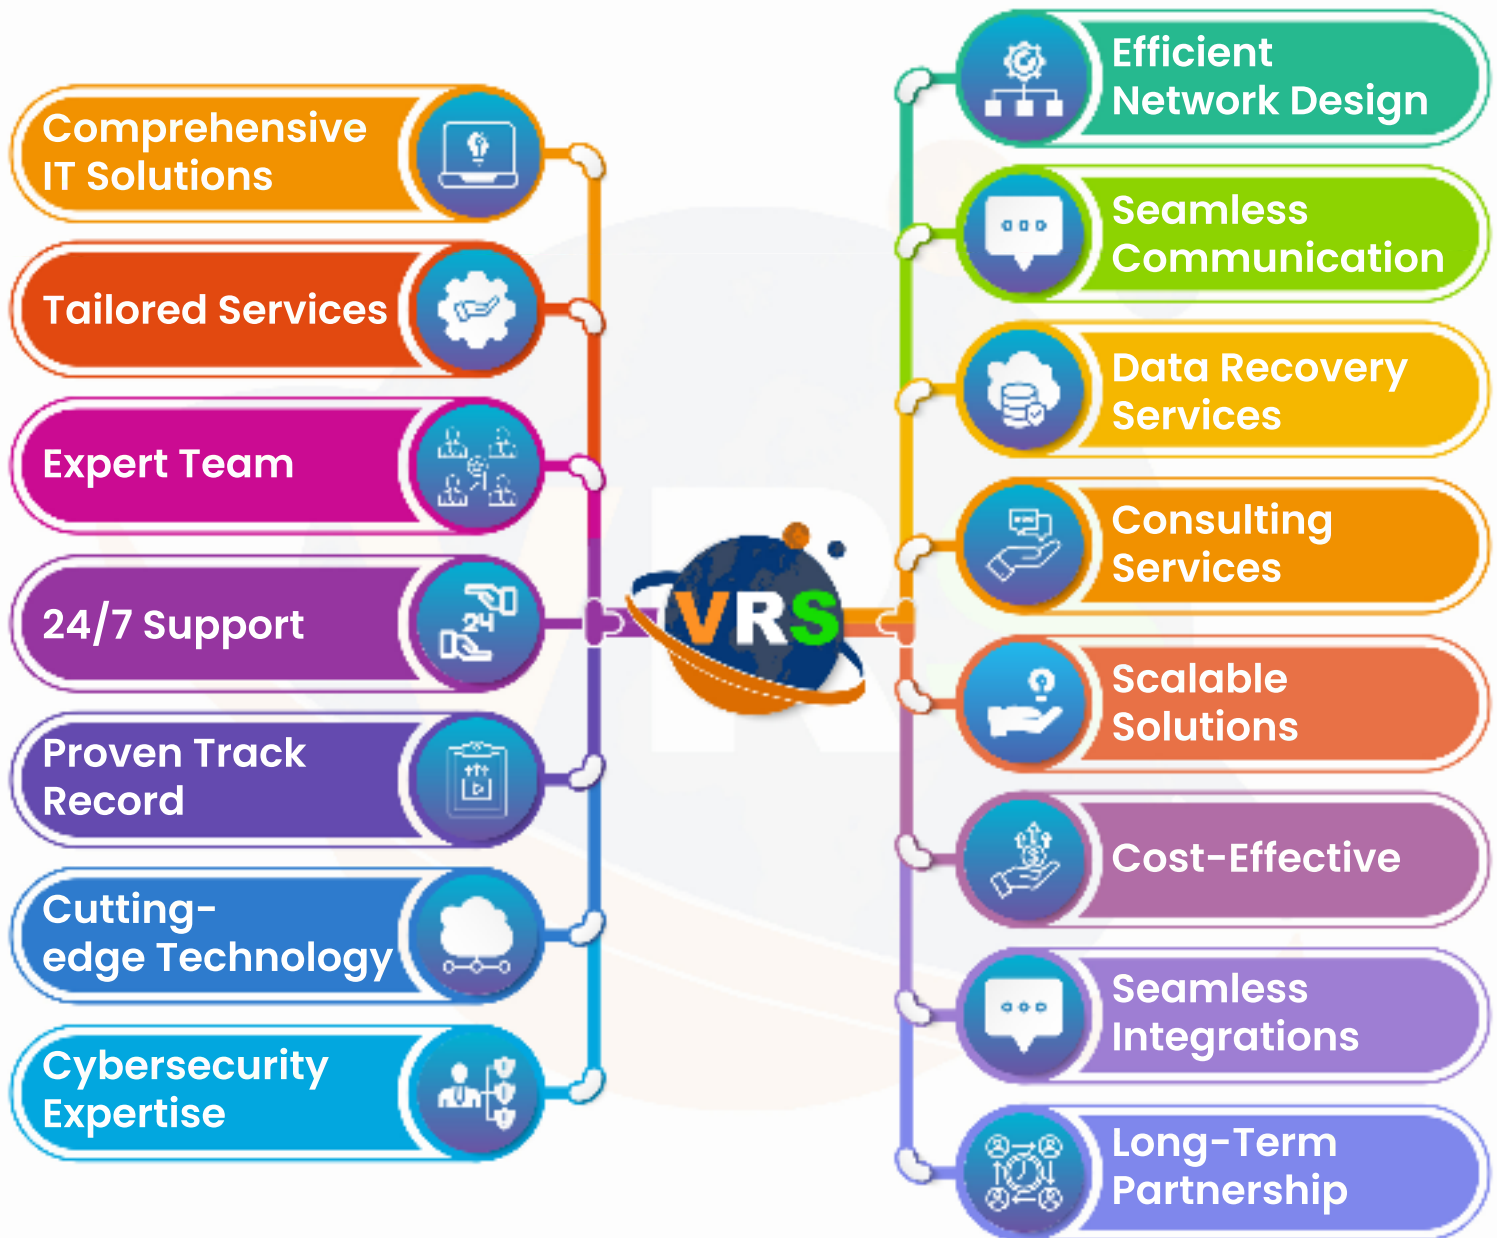 Comprehensive
IT Solutions
Tailored Services
Expert Team
24/7 Support
24
Proven Track
Record
Cutting-
edge Technology
Cybersecurity
Expertise
VRS
Efficient
Network Design
Seamless
Communication
Data Recovery
Services
Consulting
Services
Scalable
Solutions
Cost-Effective
Seamless
Integrations
Long-Term
Partnership